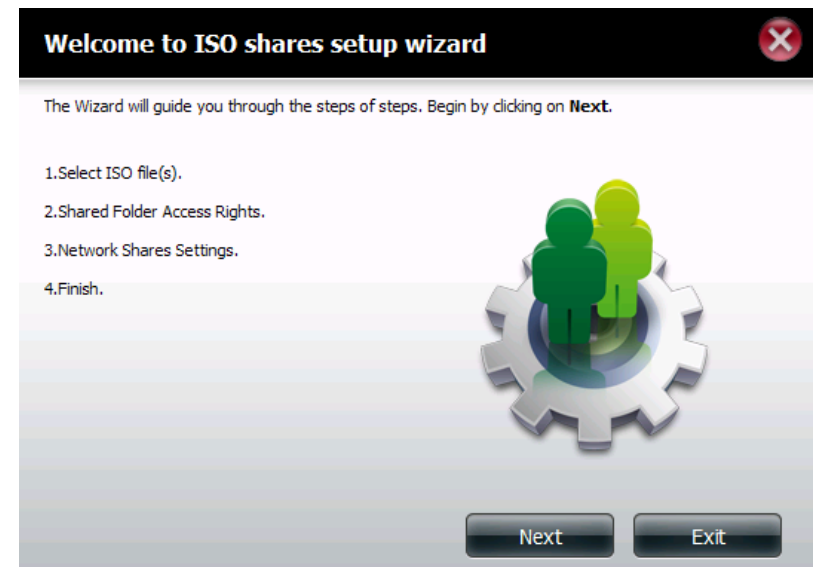 Welcome to ISO shares setup wizard
The Wizard will guide you through the steps of steps. Begin by clicking on Next.
1.Select ISO file(s).
2.Shared Folder Access Rights.
3.Network Shares Settings.
4.Finish.
Next Exit